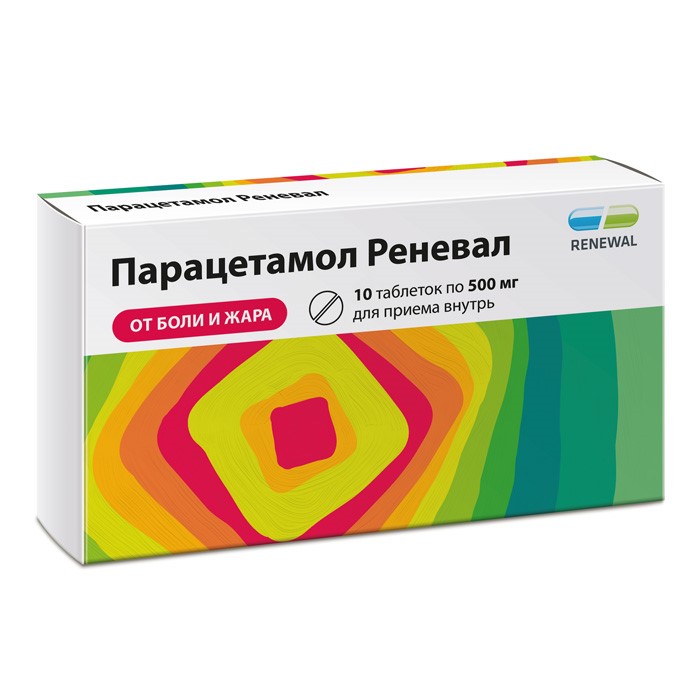 Парацетамол Реневал
Парацетамол Реневал
RENEWAL
ОТ БОЛИ И ЖАРА
10 таблеток по 500 мг
для приема внутрь